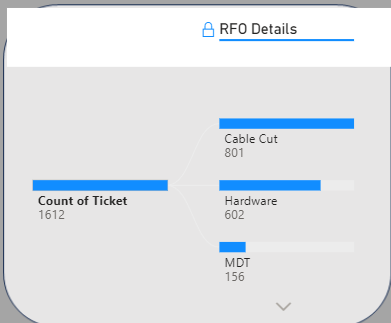 RFO Details
Cable Cut
801
Count of Ticket
1612
Hardware
602
MDT
156